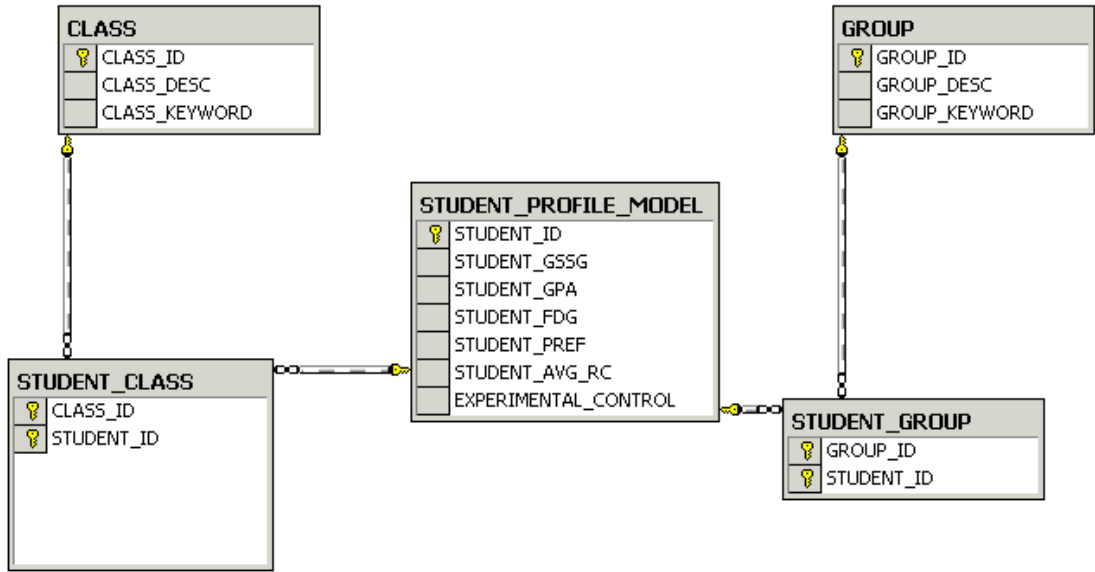 CLASS
CLASS_ID
CLASS_DESC
CLASS_KEYWORD
GROUP
GROUP_ID
GROUP_DESC
GROUP_KEYWORD
STUDENT_PROFILE_MODEL
STUDENT_ID
STUDENT_GSSG
STUDENT_GPA
STUDENT_FDG
STUDENT_PREF
STUDENT_AVG_RC
EXPERIMENTAL_CONTROL
STUDENT_CLASS
CLASS_ID
STUDENT_ID
STUDENT_GROUP
GROUP_ID
STUDENT_ID